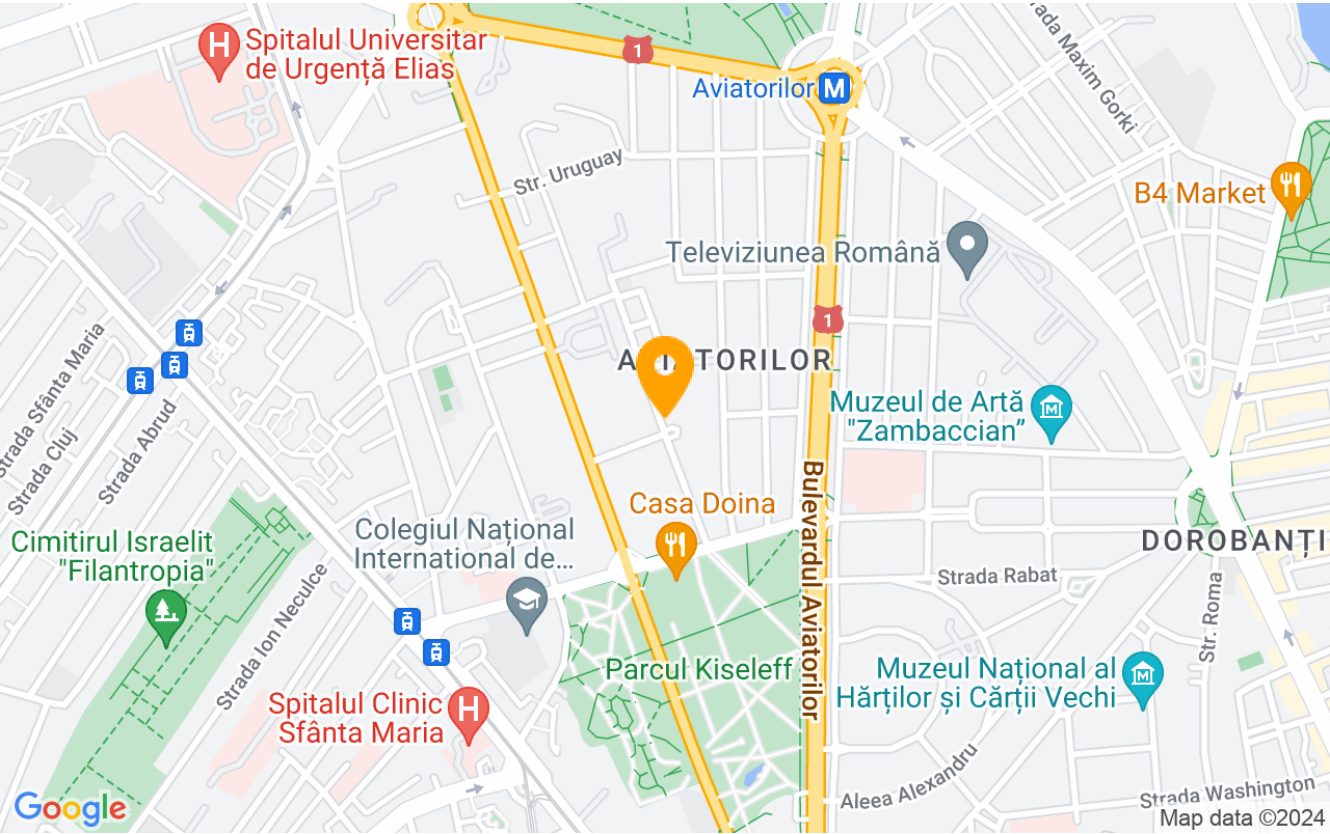 Spitalul Universitar
de Urgență Elias
H
1
Aviatorilor M
Strada Maxim Gorki
Str. Uruguay
B4 Market
Televiziunea Română
1
Strada Sfânta Maria
Strada Cluj
Strada Abrud
TORILOR
Muzeul de Artă
"Zambaccian”
M
Bulevardul Aviatorilor
Casa Doina
Colegiul Național
International de...
Cimitirul Israelit
"Filantropia"
Strada Ion Neculce
DOROBANȚI
Strada Rabat
Str. Roma
Parcul Kiseleff
Muzeul Național al
Hărților și Cărții Vechi
M
Spitalul Clinic
Sfânta Maria
H
Aleea Alexandru
Strada Washington
Google
Map data ©2024